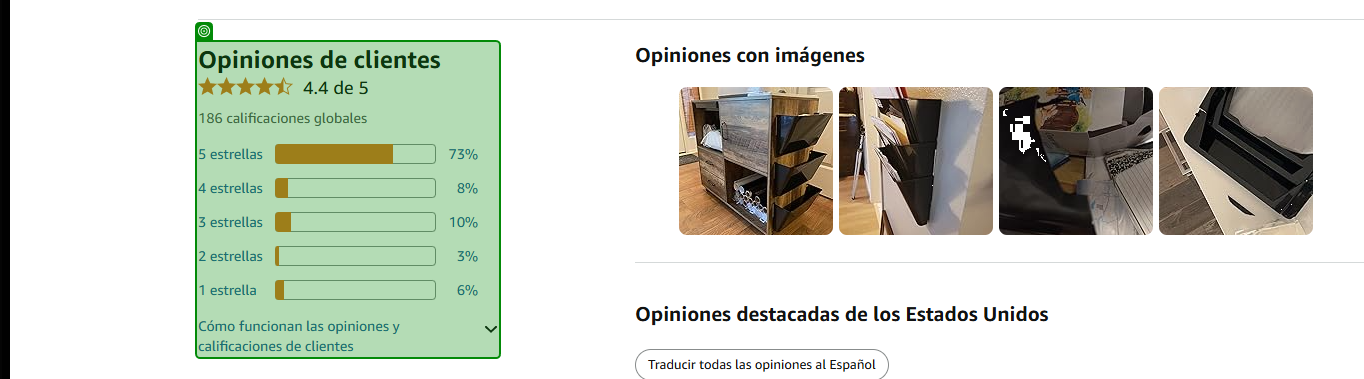 Opiniones de clientes
4.4 de 5
186 calificaciones globales
5 estrellas 73%
4 estrellas 8%
3 estrellas 10%
2 estrellas 3%
1 estrella 6%
Cómo funcionan las opiniones y
calificaciones de clientes
Opiniones con imágenes
Opiniones destacadas de los Estados Unidos
Traducir todas las opiniones al Español